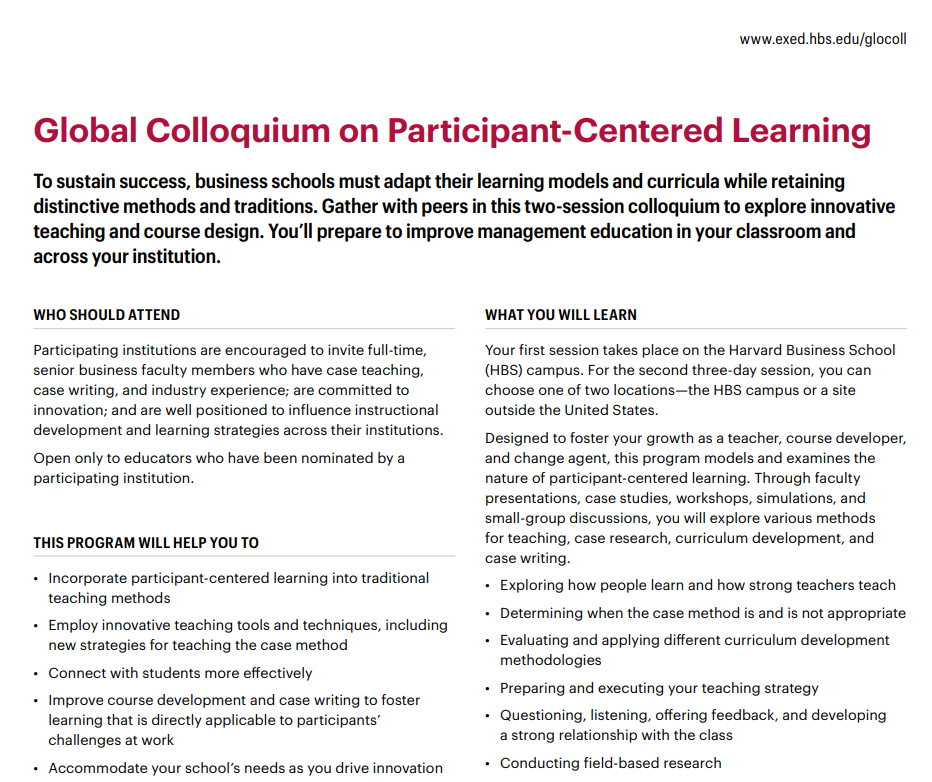 www.exed.hbs.edu/glocoll
Global Colloquium on Participant-Centered Learning
To sustain success, business schools must adapt their learning models and curricula while retaining
distinctive methods and traditions. Gather with peers in this two-session colloquium to explore innovative
teaching and course design. You’ll prepare to improve management education in your classroom and
across your institution.
WHO SHOULD ATTEND
Participating institutions are encouraged to invite full-time,
senior business faculty members who have case teaching,
case writing, and industry experience; are committed to
innovation; and are well positioned to influence instructional
development and learning strategies across their institutions.
Open only to educators who have been nominated by a
participating institution.
THIS PROGRAM WILL HELP YOU TO
• Incorporate participant-centered learning into traditional
teaching methods
• Employ innovative teaching tools and techniques, including
new strategies for teaching the case method
• Connect with students more effectively
• Improve course development and case writing to foster
learning that is directly applicable to participants’
challenges at work
• Accommodate your school’s needs as you drive innovation
WHAT YOU WILL LEARN
Your first session takes place on the Harvard Business School
(HBS) campus. For the second three-day session, you can
choose one of two locations—the HBS campus or a site
outside the United States.
Designed to foster your growth as a teacher, course developer,
and change agent, this program models and examines the
nature of participant-centered learning. Through faculty
presentations, case studies, workshops, simulations, and
small-group discussions, you will explore various methods
for teaching, case research, curriculum development, and
case writing.
• Exploring how people learn and how strong teachers teach
• Determining when the case method is and is not appropriate
• Evaluating and applying different curriculum development
methodologies
• Preparing and executing your teaching strategy
• Questioning, listening, offering feedback, and developing
a strong relationship with the class
• Conducting field-based research